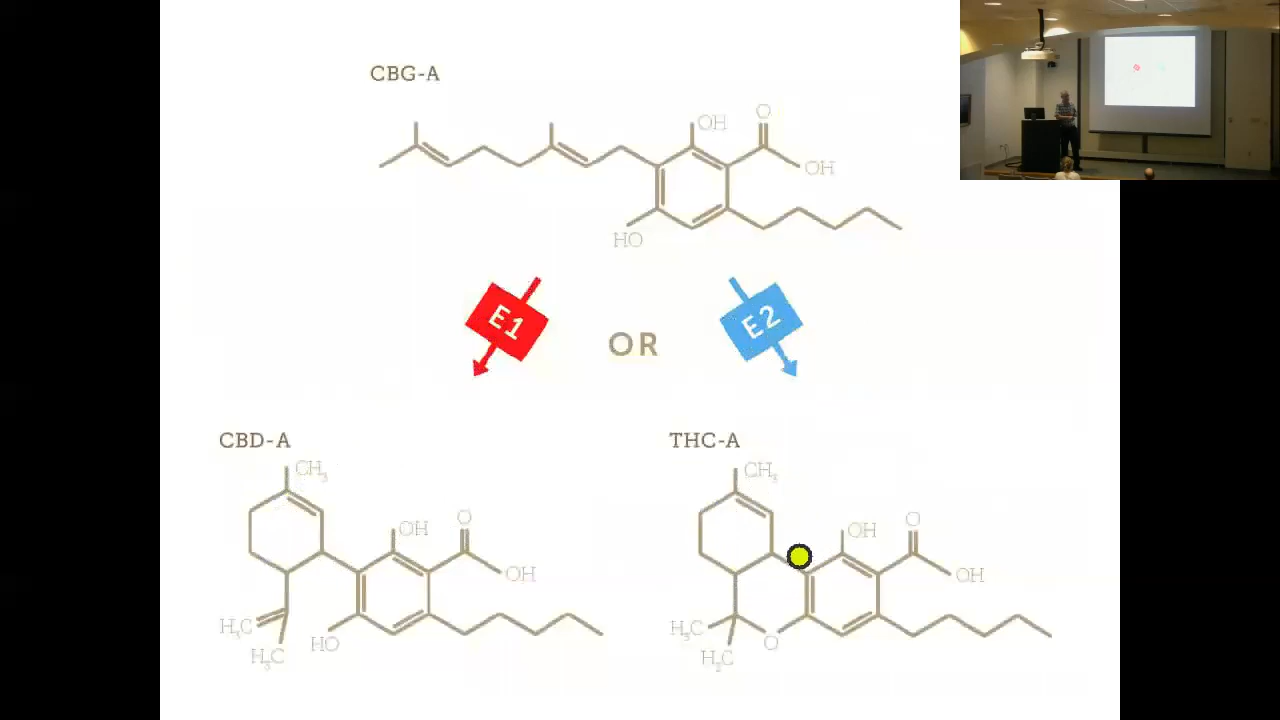 CBG-A
OH
O
OH
HO
E1
OR
E2
CBD-A
CH₃
OH
O
OH
H₃C
HO
H₃C
THC-A
CH₃
OH
O
OH
H₃C
O
H₃C